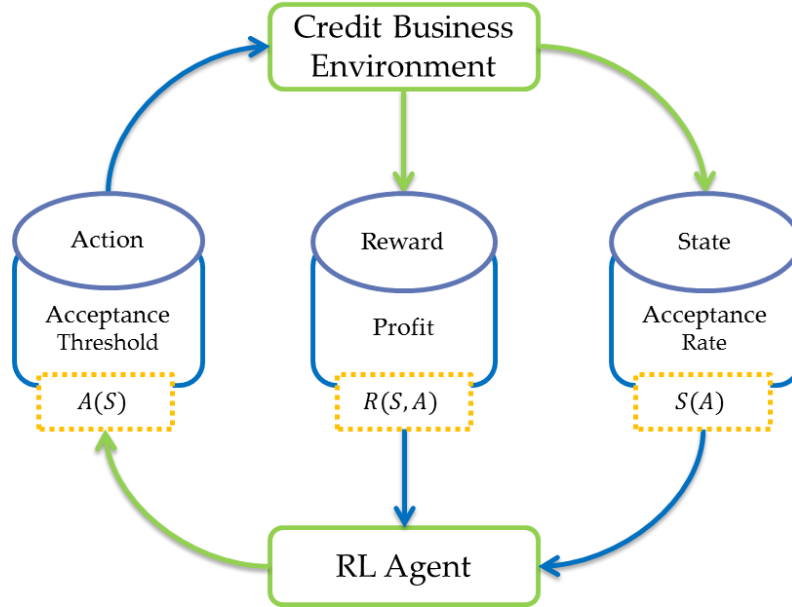 Credit Business
Environment
Action
Reward
State
Acceptance
Threshold
Profit
Acceptance
Rate
A(S)
R(S, A)
S(A)
RL Agent